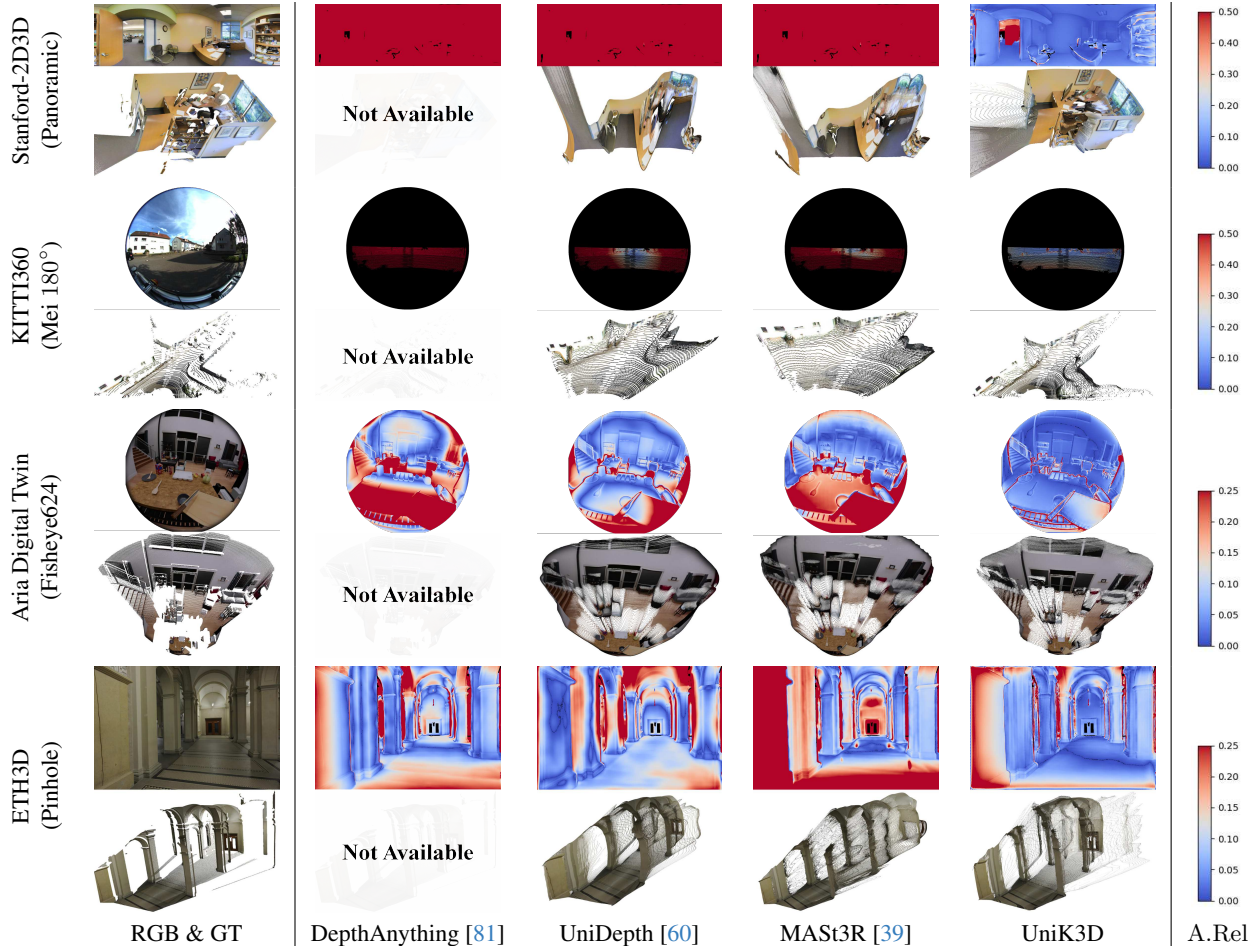 Stanford-2D3D
(Panoramic)
Not Available
0.50
0.40
0.30
0.20
0.10
0.00
KITTI360
(Mei 180°)
Not Available
0.50
0.40
0.30
0.20
0.10
0.00
Aria Digital Twin
(Fisheye624)
Not Available
0.25
0.20
0.15
0.10
0.05
0.00
ETH3D
(Pinhole)
Not Available
0.25
0.20
0.15
0.10
0.05
0.00
RGB & GT
DepthAnything [81]
UniDepth [60]
MASt3R [39]
UniK3D
A.Rel